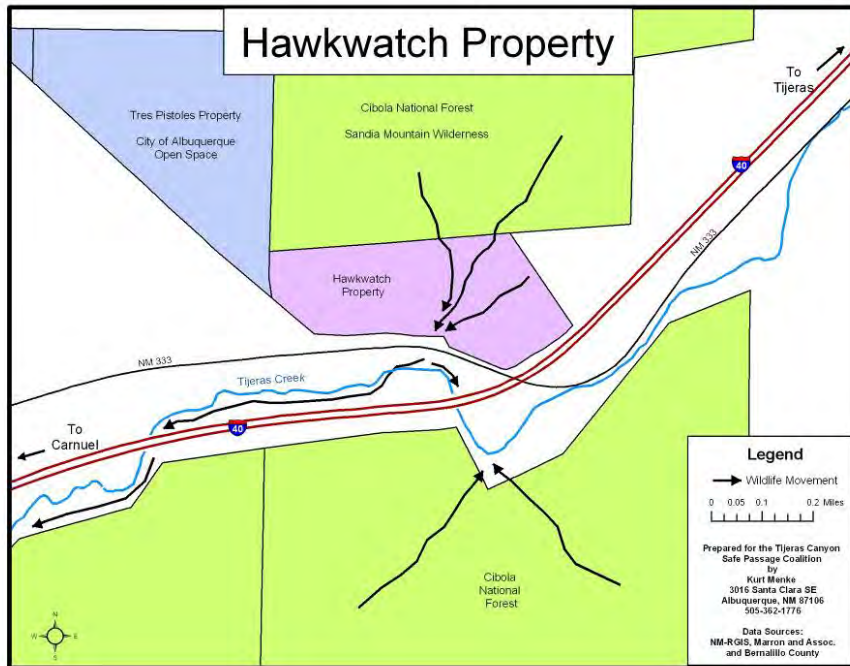 Hawkwatch Property
To
Tijeras
Tres Pistoles Property
City of Albuquerque
Open Space
Cibola National Forest
Sandia Mountain Wilderness
40
NM 333
Hawkwatch
Property
NM 333
Tijeras Creek
To
Carnuel
40
Cibola
National
Forest
Legend
Wildlife Movement
0 0.05 0.1 0.2 Miles
Prepared for the Tijeras Canyon
Safe Passage Coalition
by
Kurt Menke
3016 Santa Clara SE
Albuquerque, NM 87106
505-362-1776
Data Sources:
NM-RGIS, Marron and Assoc.
and Bernalillo County
N
W E
S